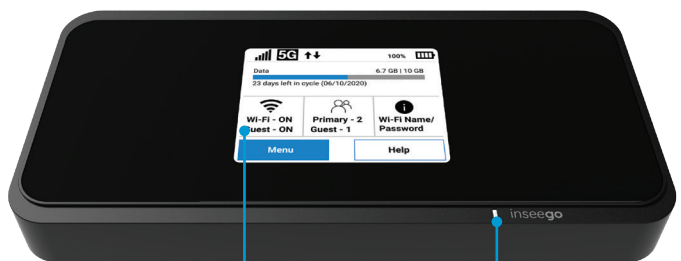 5G 100%
Data 6.7 GB | 10 GB
23 days left in cycle (06/10/2020)
Wi-Fi - ON Primary - 2 Wi-Fi Name/
Guest - ON Guest - 1 Password
Menu Help
inseego